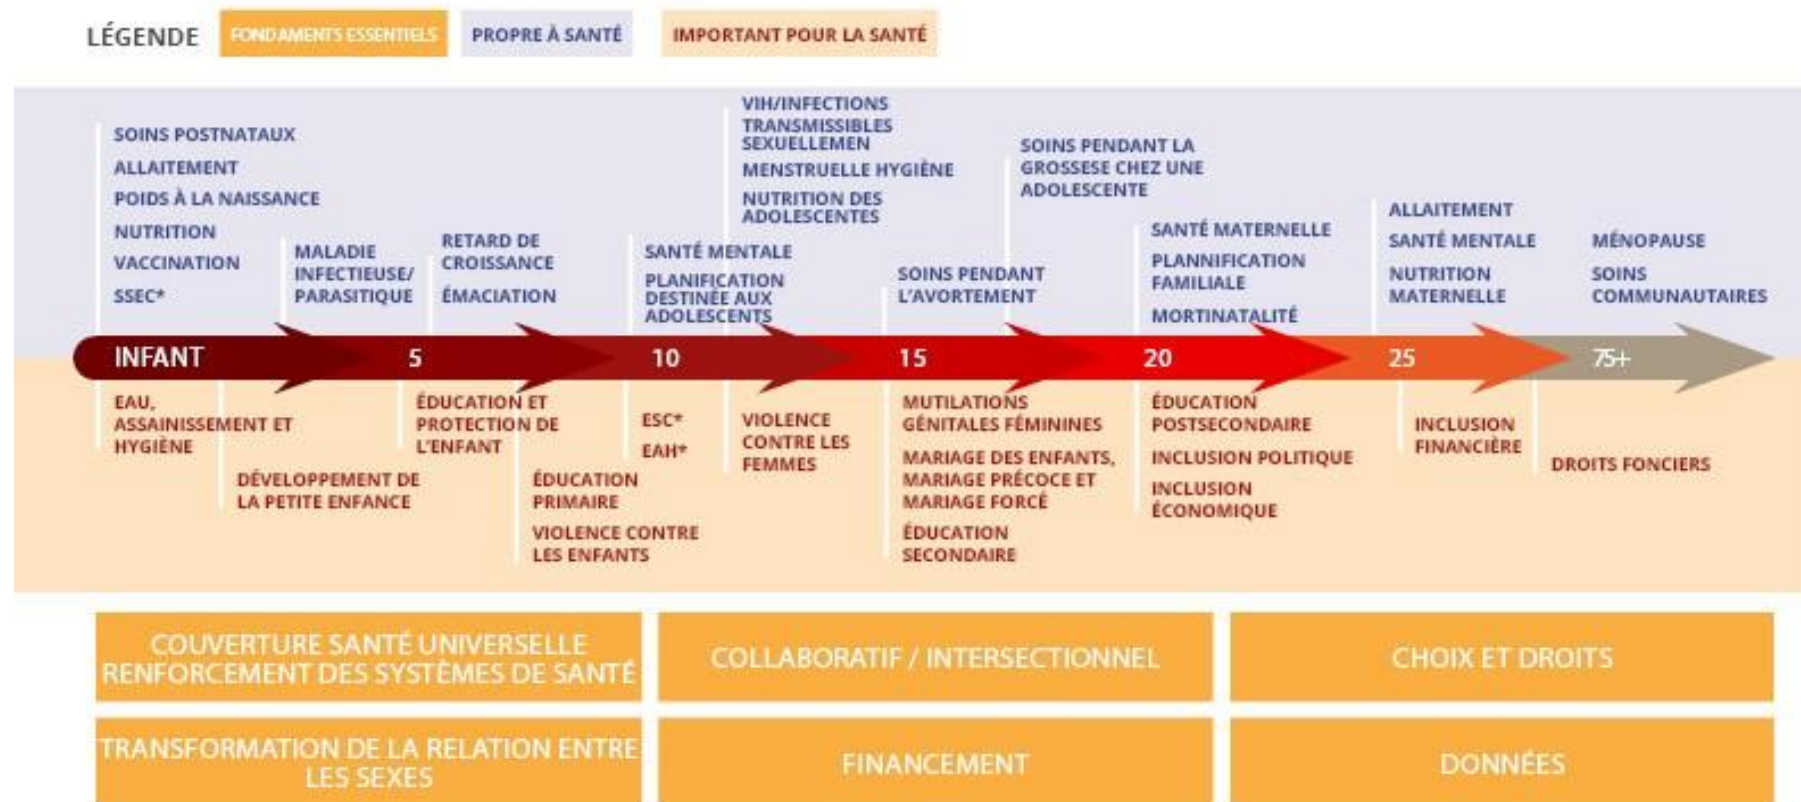 LÉGENDE
FONDAMENTS ESSENTIELS
PROPRE À SANTÉ
IMPORTANT POUR LA SANTÉ
SOINS POSTNATAUX
ALLAITEMENT
POIDS À LA NAISSANCE
NUTRITION
VACCINATION
SSEC*
MALADIE
INFECTIEUSE/
PARASITIQUE
RETARD DE
CROISSANCE
ÉMACIATION
SANTÉ MENTALE
PLANIFICATION
DESTINÉE AUX
ADOLESCENTS
VIH/INFECTIONS
TRANSMISSIBLES
SEXUELLEMEN
MENSTRUELLE HYGIÈNE
NUTRITION DES
ADOLESCENTES
SOINS PENDANT
L'AVORTEMENT
SOINS PENDANT LA
GROSSESE CHEZ UNE
ADOLESCENTE
SANTÉ MATERNELLE
PLANNIFICATION
FAMILIALE
MORTINATALITÉ
ALLAITEMENT
SANTÉ MENTALE
NUTRITION
MATERNELLE
MÉNOPAUSE
SOINS
COMMUNAUTAIRES
INFANT
5
10
15
20
25
75+
EAU,
ASSAINISSEMENT ET
HYGIÈNE
DÉVELOPPEMENT DE
LA PETITE ENFANCE
ÉDUCATION ET
PROTECTION DE
L'ENFANT
ÉDUCATION
PRIMAIRE
VIOLENCE CONTRE
LES ENFANTS
ESC*
EAH*
VIOLENCE
CONTRE LES
FEMMES
MUTILATIONS
GÉNITALES FÉMININES
MARIAGE DES ENFANTS,
MARIAGE PRÉCOCE ET
MARIAGE FORCÉ
ÉDUCATION
SECONDAIRE
ÉDUCATION
POSTSECONDAIRE
INCLUSION POLITIQUE
INCLUSION
ÉCONOMIQUE
INCLUSION
FINANCIÈRE
DROITS FONCIERS
COUVERTURE SANTÉ UNIVERSELLE
RENFORCEMENT DES SYSTÈMES DE SANTÉ
COLLABORATIF / INTERSECTIONNEL
CHOIX ET DROITS
TRANSFORMATION DE LA RELATION ENTRE
LES SEXES
FINANCEMENT
DONNÉES